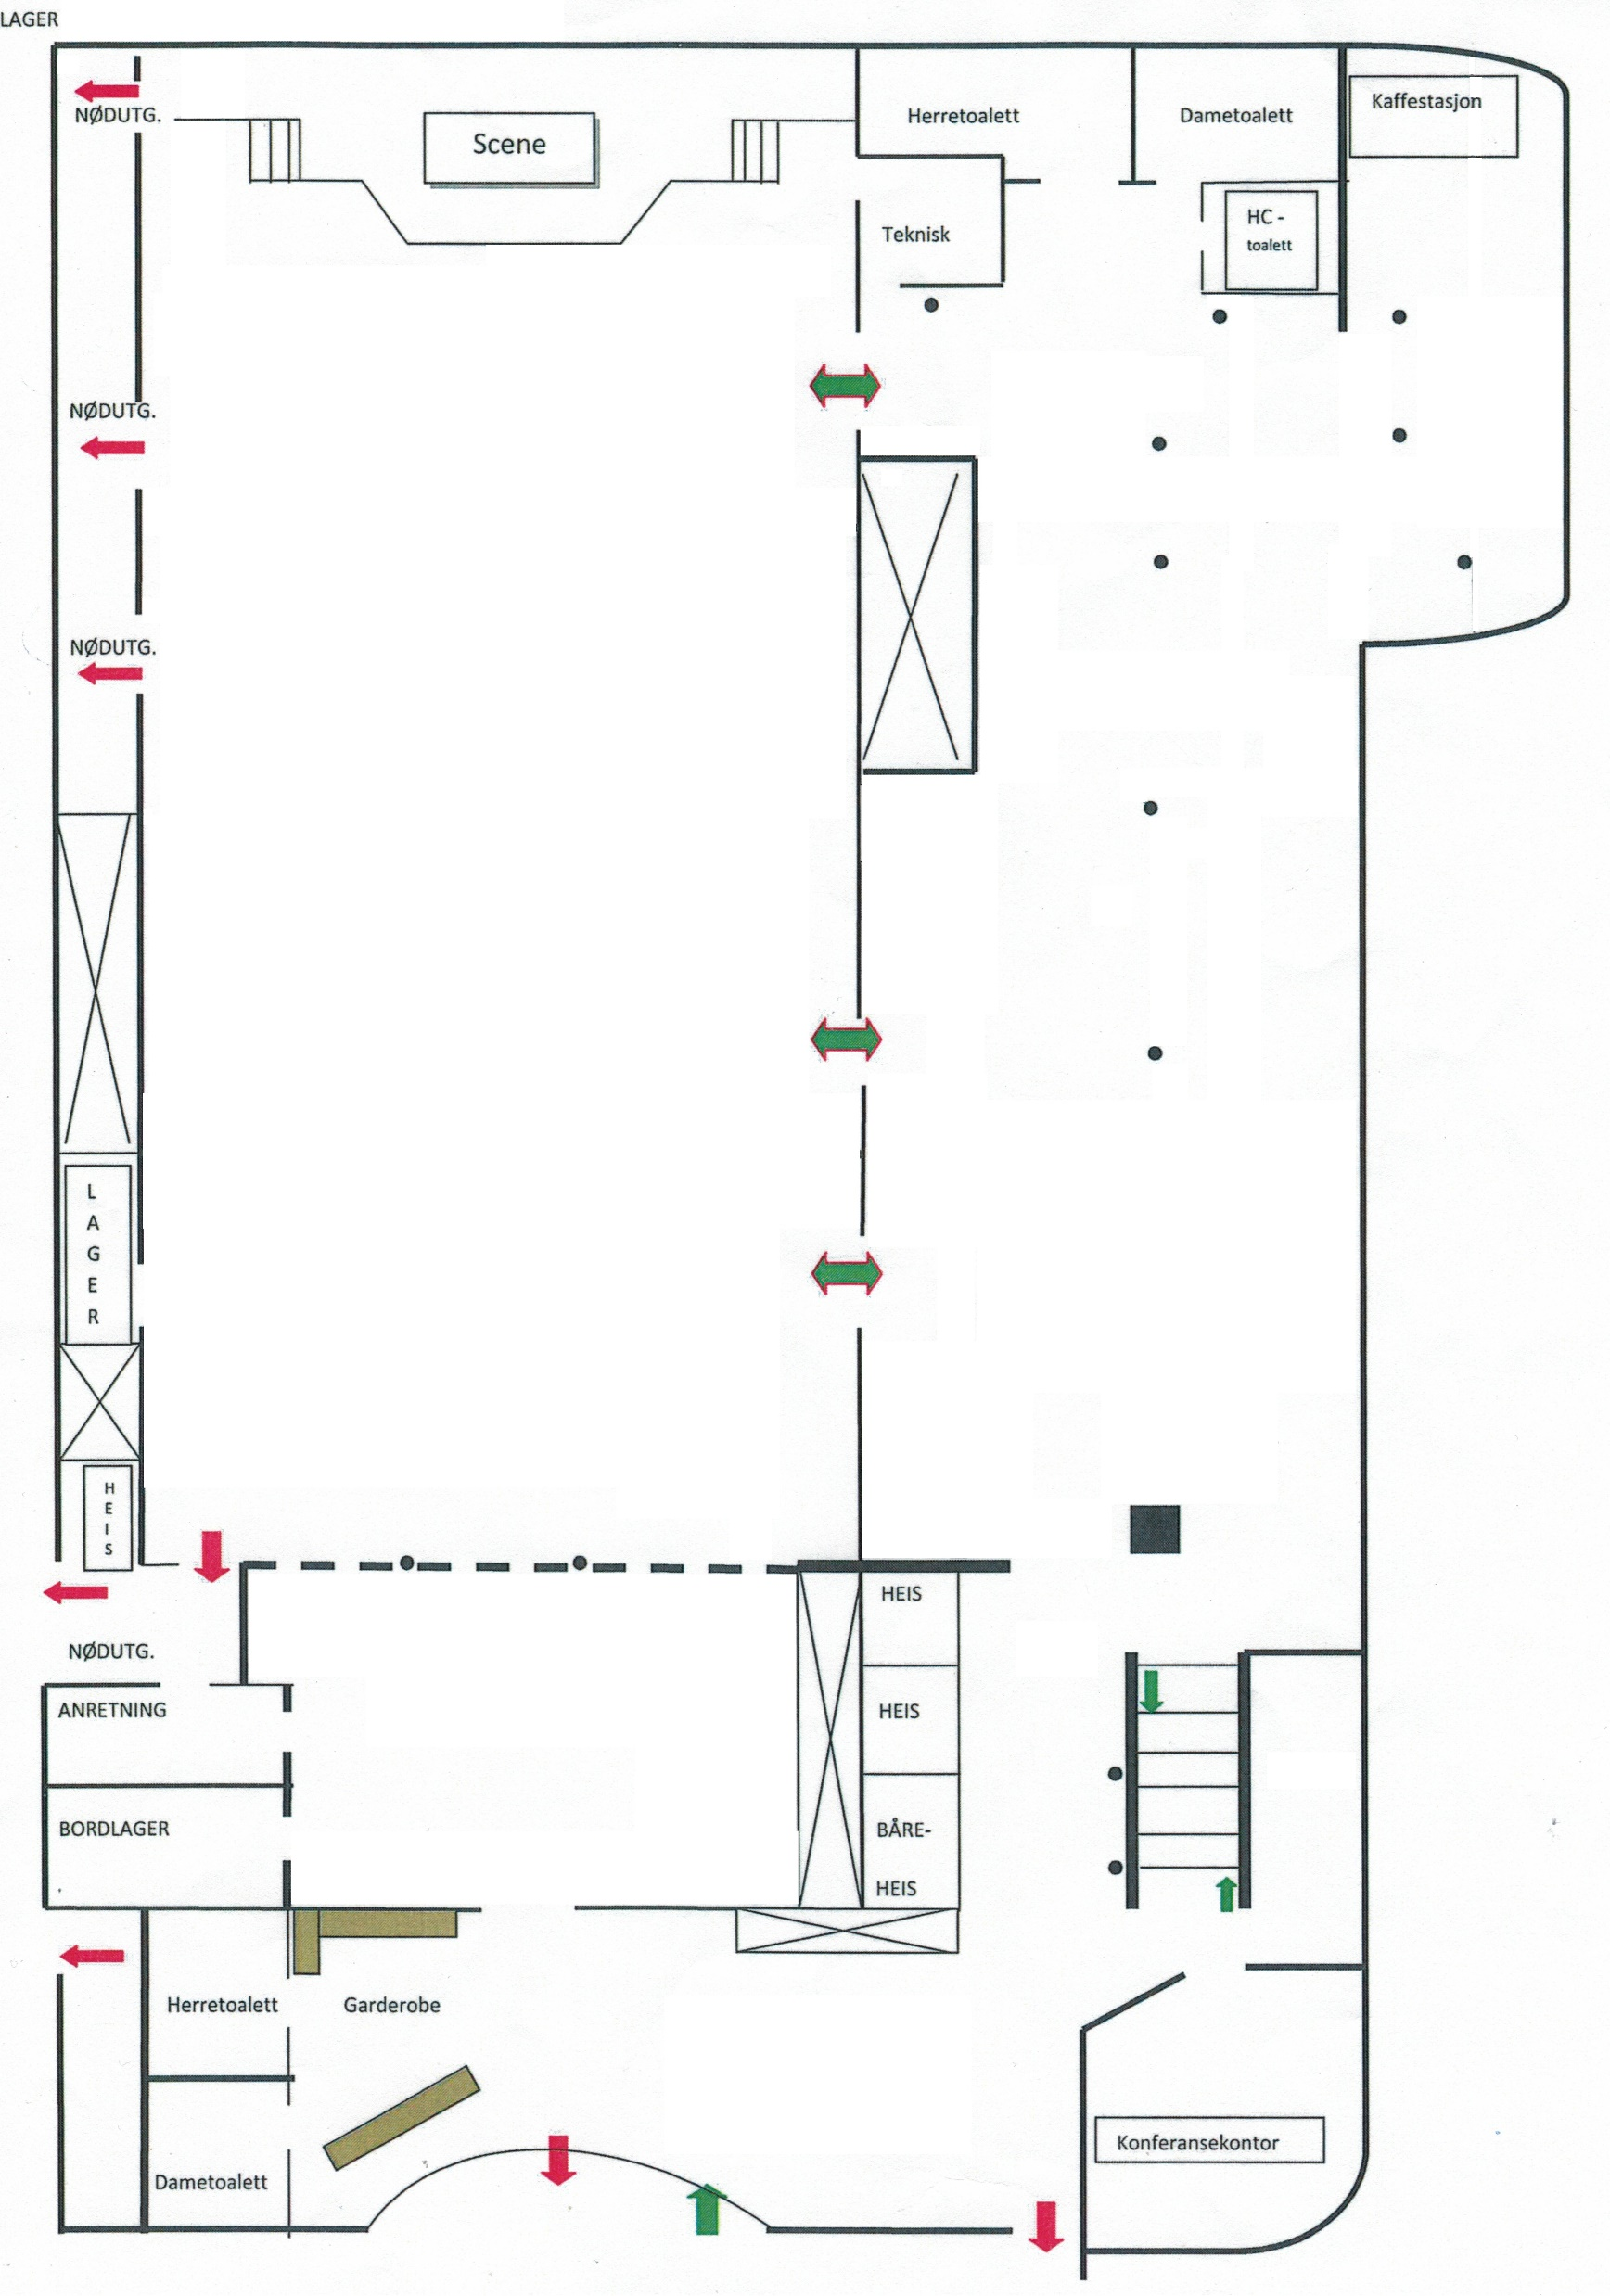 LAGER
NØDUTG.
Scene
Herretoalett
Dametoalett
Kaffestasjon
Teknisk
HC -
toalett
NØDUTG.
NØDUTG.
L
A
G
E
R
H
E
I
S
NØDUTG.
HEIS
HEIS
BÅRE-
HEIS
ANRETNING
BORDLAGER
Herretoalett
Garderobe
Dametoalett
Konferansekontor